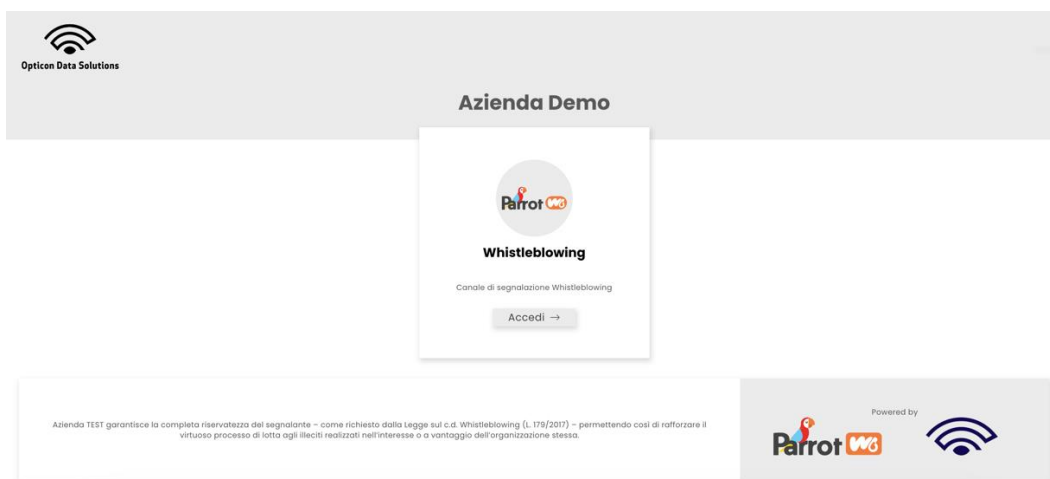 Opticon Data Solutions
Azienda Demo
Parrot WB
Whistleblowing
Canale di segnalazione Whistleblowing
Accedi →
Azienda TEST garantisce la completa riservatezza del segnalante – come richiesto dalla Legge sul c.d. Whistleblowing (L. 179/2017) – permettendo così di rafforzare il
virtuoso processo di lotta agli illeciti realizzati nell'interesse o a vantaggio dell'organizzazione stessa.
Powered by
Parrot WB